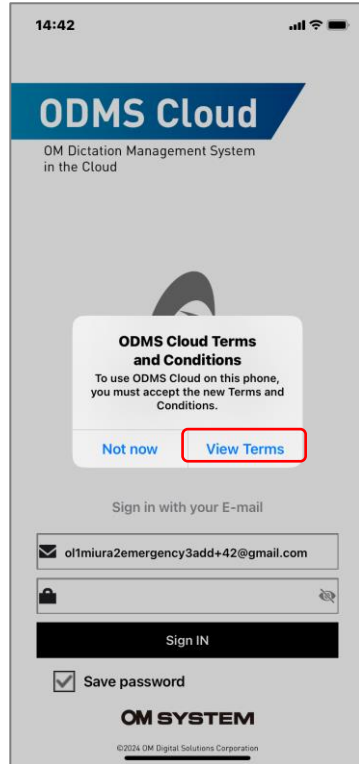 14:42
ODMS Cloud
OM Dictation Management System
in the Cloud
ODMS Cloud Terms
and Conditions
To use ODMS Cloud on this phone,
you must accept the new Terms and
Conditions.
Not now
View Terms
Sign in with your E-mail
ol1miura2emergency3add+42@gmail.com
Sign IN
Save password
OM SYSTEM
©2024 OM Digital Solutions Corporation